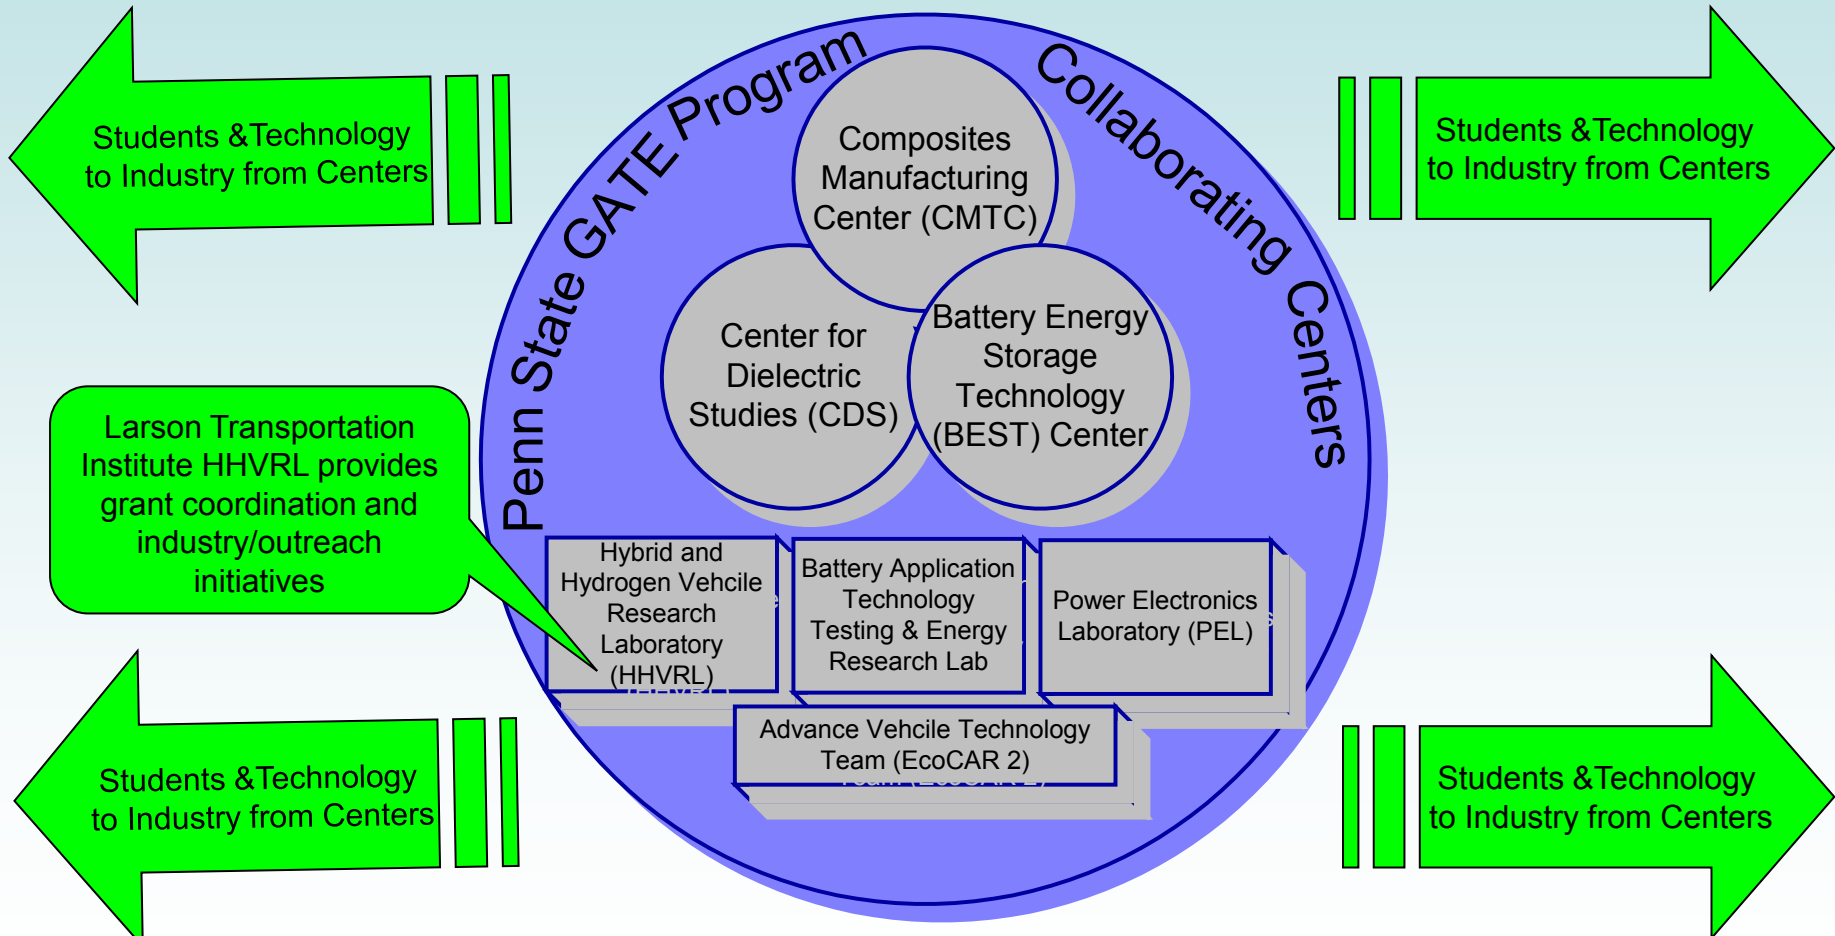 Penn State GATE Program
Collaborating Centers
Students &Technology
to Industry from Centers
Students &Technology
to Industry from Centers
Composites
Manufacturing
Center (CMTC)
Center for
Dielectric
Studies (CDS)
Battery Energy
Storage
Technology
(BEST) Center
Larson Transportation
Institute HHVRL provides
grant coordination and
industry/outreach
initiatives
Hybrid and
Hydrogen Vehcile
Research
Laboratory
(HHVRL)
Battery Application
Technology
Testing & Energy
Research Lab
Power Electronics
Laboratory (PEL)
Advance Vehcile Technology
Team (EcoCAR 2)
Students &Technology
to Industry from Centers
Students &Technology
to Industry from Centers